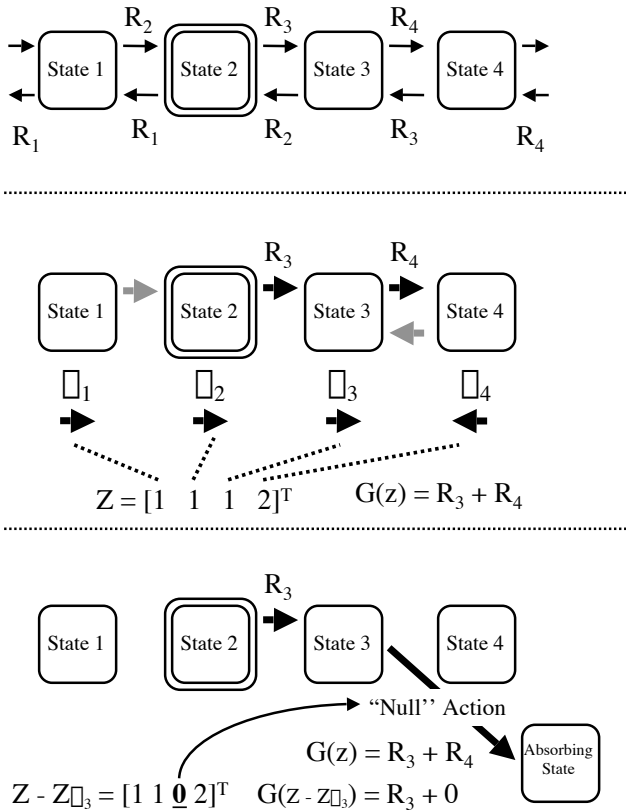 R₂ R₃ R₄
State 1 State 2 State 3 State 4
R₁ R₁ R₂ R₃ R₄
R₃ R₄
State 1 State 2 State 3 State 4
▯₁ ▯₂ ▯₃ ▯₄
Z = [1 1 1 2]ᵀ G(z) = R₃ + R₄
R₃
State 1 State 2 State 3 State 4
“Null’’ Action
G(z) = R₃ + R₄
Absorbing
State
Z - Z▯₃ = [1 1 0 2]ᵀ G(z - z▯₃) = R₃ + 0